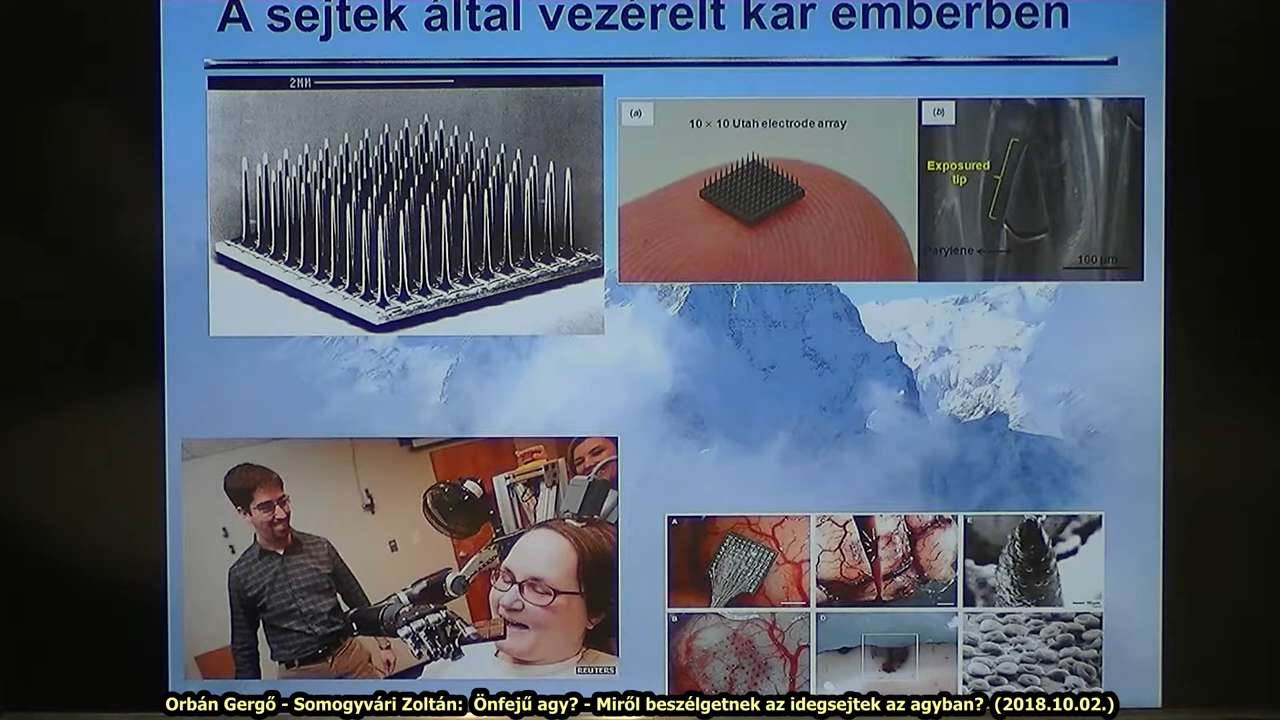 A sejtek által vezérelt kar emberben
2MM
(a)
10 × 10 Utah electrode array
(b)
Exposured
tip
Parylene
100 µm
REUTERS
A
C
E
B
D
Orbán Gergő - Somogyvári Zoltán: Önfejű agy? - Miről beszélgetnek az idegsejtek az agyban? (2018.10.02.)